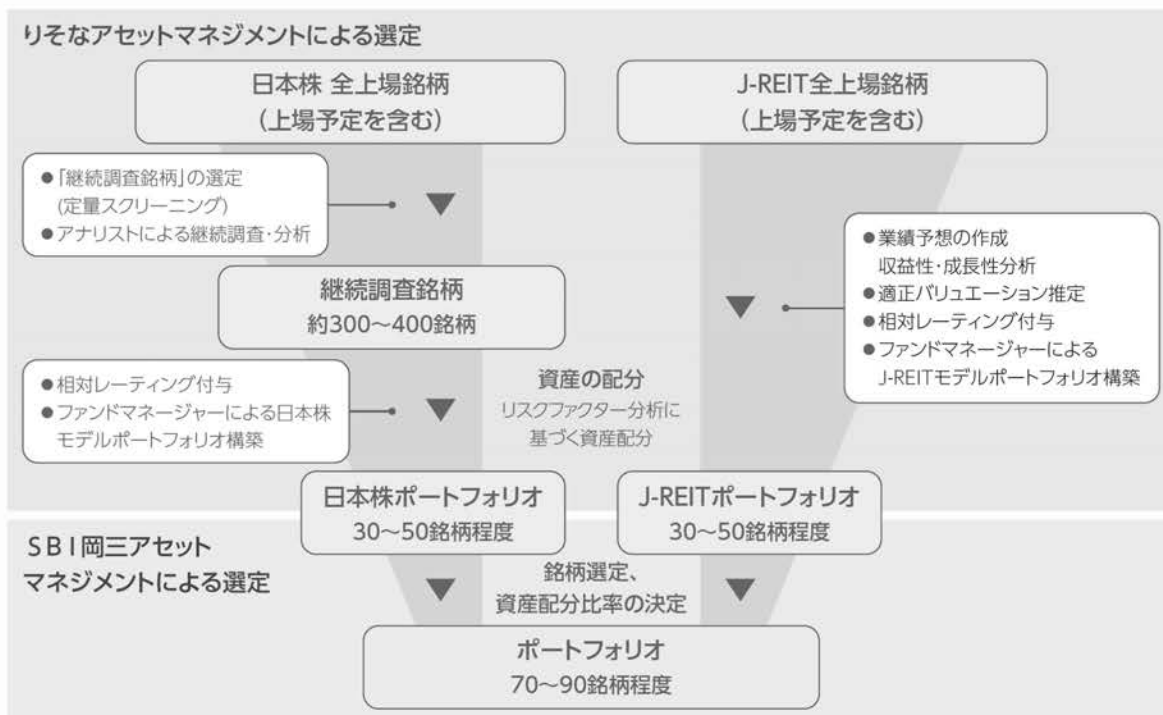 りそなアセットマネジメントによる選定
日本株 全上場銘柄
(上場予定を含む)
J-REIT全上場銘柄
(上場予定を含む)
●「継続調査銘柄」の選定
(定量スクリーニング)
●アナリストによる継続調査・分析
継続調査銘柄
約300～400銘柄
●業績予想の作成
収益性・成長性分析
●適正バリュエーション推定
●相対レーティング付与
●ファンドマネージャーによる
J-REITモデルポートフォリオ構築
●相対レーティング付与
●ファンドマネージャーによる日本株
モデルポートフォリオ構築
資産の配分
リスクファクター分析に
基づく資産配分
日本株ポートフォリオ
30～50銘柄程度
J-REITポートフォリオ
30～50銘柄程度
SBI岡三アセット
マネジメントによる選定
銘柄選定、
資産配分比率の決定
ポートフォリオ
70～90銘柄程度